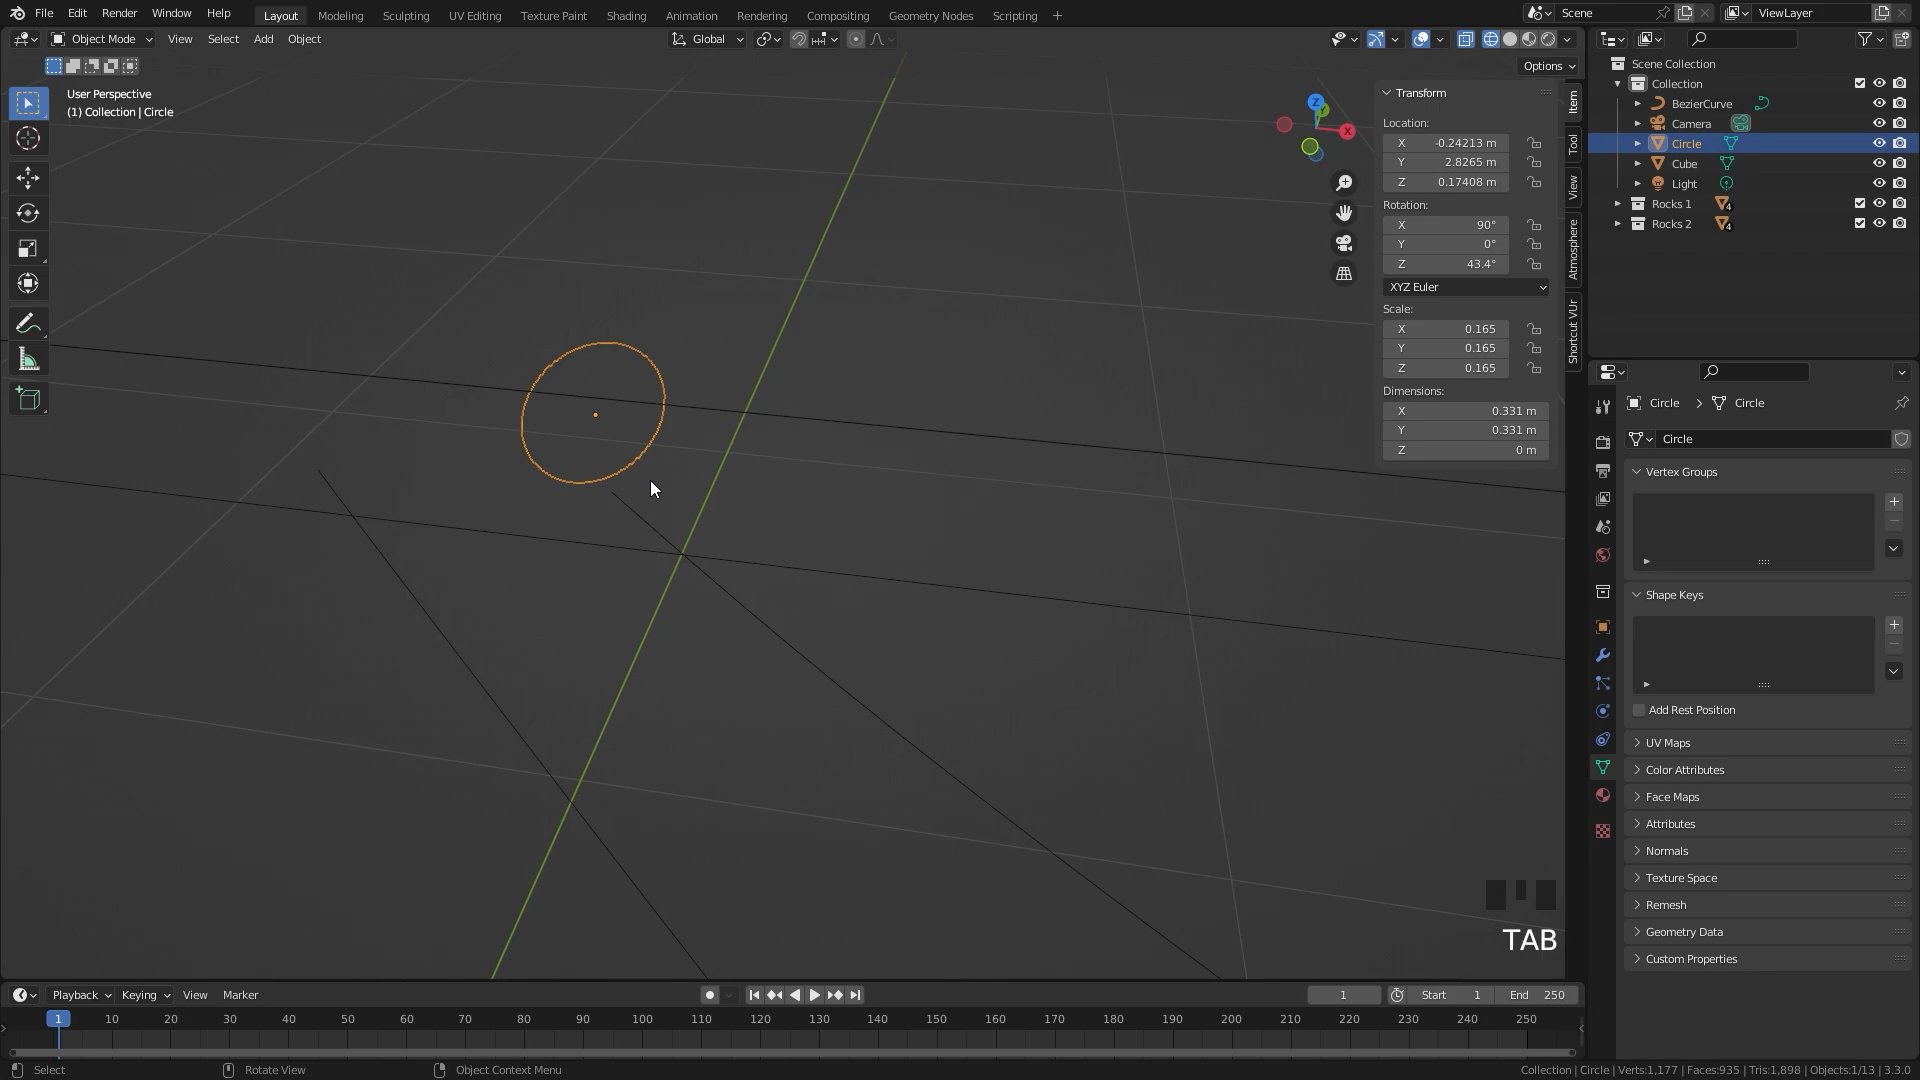 File Edit Render Window Help
Layout Modeling Sculpting UV Editing Texture Paint Shading Animation Rendering Compositing Geometry Nodes Scripting +
Scene
ViewLayer
Object Mode View Select Add Object
Global
Options
User Perspective
(1) Collection | Circle
Transform
Location:
X -0.24213 m
Y 2.8265 m
Z 0.17408 m
Rotation:
X 90°
Y 0°
Z 43.4°
XYZ Euler
Scale:
X 0.165
Y 0.165
Z 0.165
Dimensions:
X 0.331 m
Y 0.331 m
Z 0 m
Item
Tool
View
Atmosphere
Shortcut VUr
Z
X
Scene Collection
Collection
BezierCurve
Camera
Circle
Cube
Light
Rocks 1 4
Rocks 2 4
Circle > Circle
Circle
Vertex Groups
Shape Keys
Add Rest Position
UV Maps
Color Attributes
Face Maps
Attributes
Normals
Texture Space
Remesh
Geometry Data
Custom Properties
TAB
Playback Keying View Marker
1 Start 1 End 250
1 10 20 30 40 50 60 70 80 90 100 110 120 130 140 150 160 170 180 190 200 210 220 230 240 250
Select Rotate View Object Context Menu
Collection | Circle | Verts:1,177 | Faces:935 | Tris:1,898 | Objects:1/13 | 3.3.0